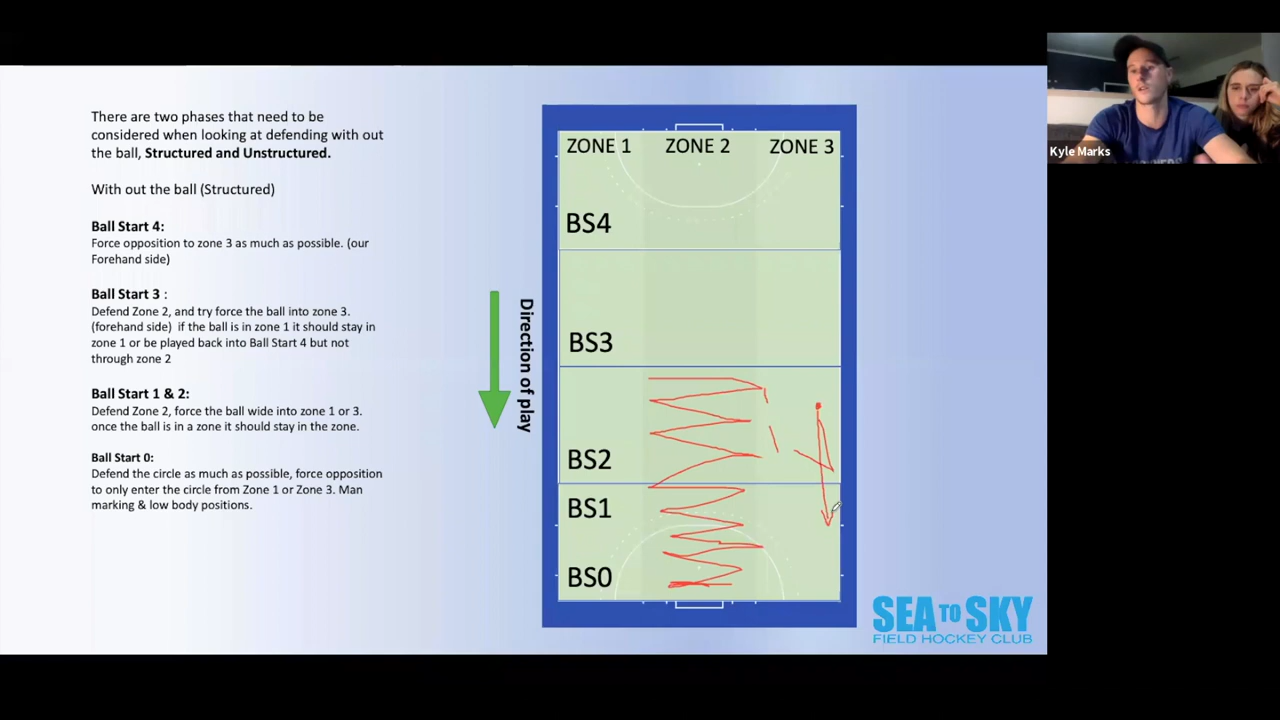 There are two phases that need to be
considered when looking at defending with out
the ball, Structured and Unstructured.
With out the ball (Structured)
Ball Start 4:
Force opposition to zone 3 as much as possible. (our
Forehand side)
Ball Start 3 :
Defend Zone 2, and try force the ball into zone 3.
(forehand side)  if the ball is in zone 1 it should stay in
zone 1 or be played back into Ball Start 4 but not
through zone 2
Ball Start 1 & 2:
Defend Zone 2, force the ball wide into zone 1 or 3.
once the ball is in a zone it should stay in the zone.
Ball Start 0:
Defend the circle as much as possible, force opposition
to only enter the circle from Zone 1 or Zone 3. Man
marking & low body positions.
Direction of play
ZONE 1
ZONE 2
ZONE 3
BS4
BS3
BS2
BS1
BS0
SEA TO SKY
FIELD HOCKEY CLUB
Kyle Marks